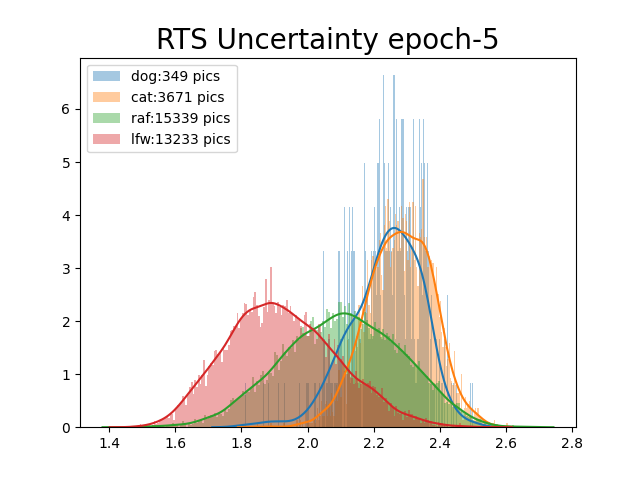 RTS Uncertainty epoch-5
dog:349 pics
cat:3671 pics
raf:15339 pics
lfw:13233 pics
6
5
4
3
2
1
0
1.4 1.6 1.8 2.0 2.2 2.4 2.6 2.8